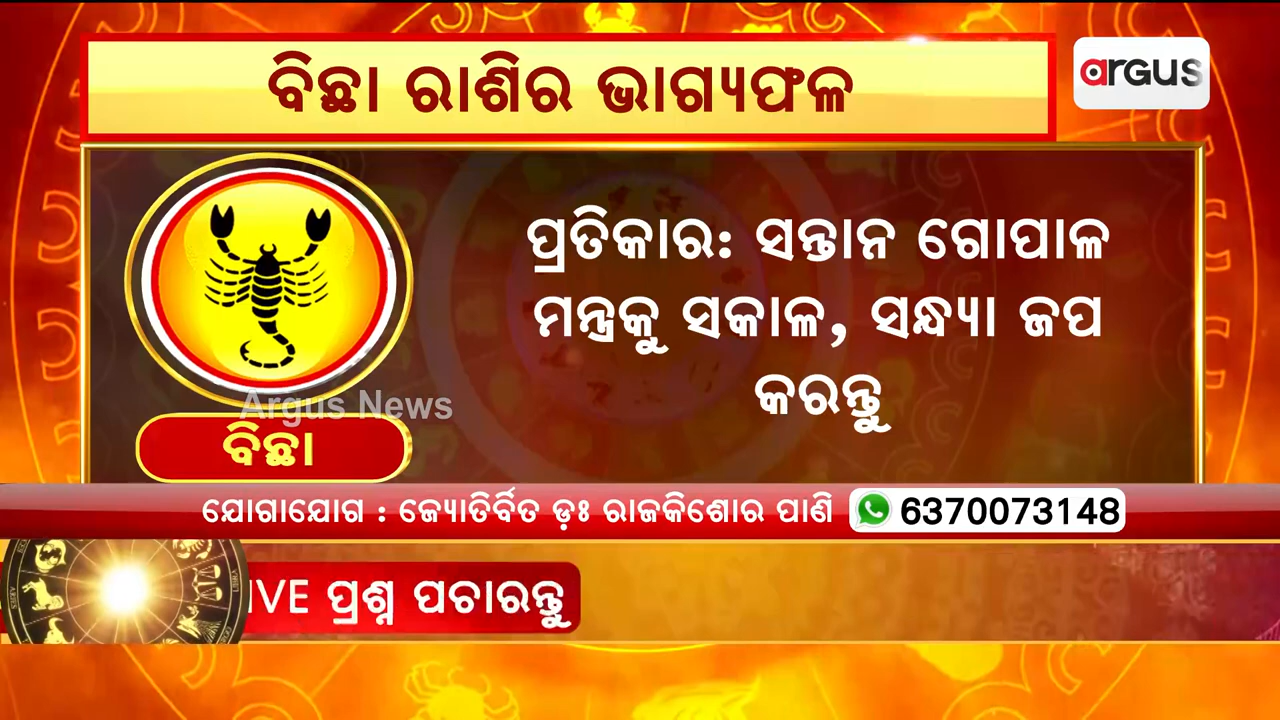 ବିଛା ରାଶିର ଭାଗ୍ୟଫଳ
argus
ପ୍ରତିକାର: ସନ୍ତାନ ଗୋପାଳ
ମନ୍ତ୍ରକୁ ସକାଳ, ସନ୍ଧ୍ୟା ଜପ
କରନ୍ତୁ
Argus News
ବିଛା
ଯୋଗାଯୋଗ : ଜ୍ୟୋତିର୍ବିତ ଡ଼ଃ ରାଜକିଶୋର ପାଣି 6370073148
IVE ପ୍ରଶ୍ନ ପଚାରନ୍ତୁ